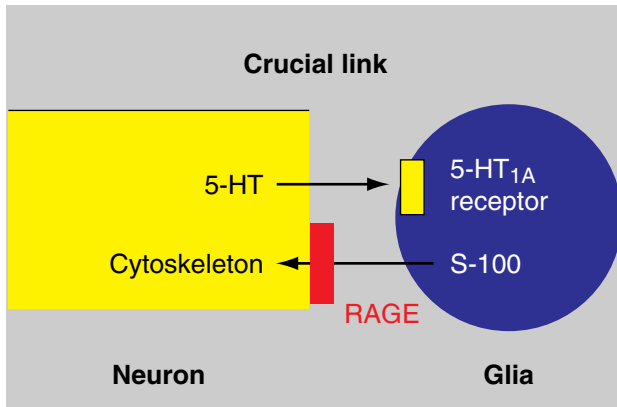 Crucial link
5-HT
5-HT1A
receptor
Cytoskeleton
S-100
RAGE
Neuron
Glia